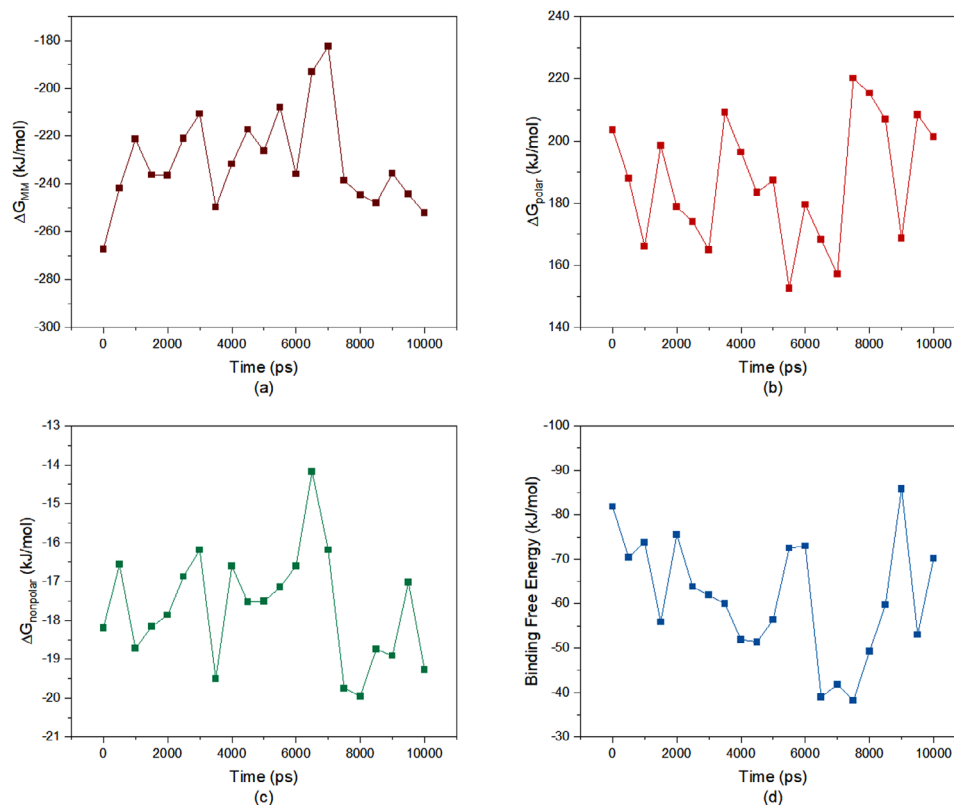 -180
-200
-220
-240
-260
-280
-300
ΔG_MM (kJ/mol)
0 2000 4000 6000 8000 10000
Time (ps)
(a)
240
220
200
180
160
140
ΔG_polar (kJ/mol)
0 2000 4000 6000 8000 10000
Time (ps)
(b)
-13
-14
-15
-16
-17
-18
-19
-20
-21
ΔG_nonpolar (kJ/mol)
0 2000 4000 6000 8000 10000
Time (ps)
(c)
-100
-90
-80
-70
-60
-50
-40
-30
Binding Free Energy (kJ/mol)
0 2000 4000 6000 8000 10000
Time (ps)
(d)